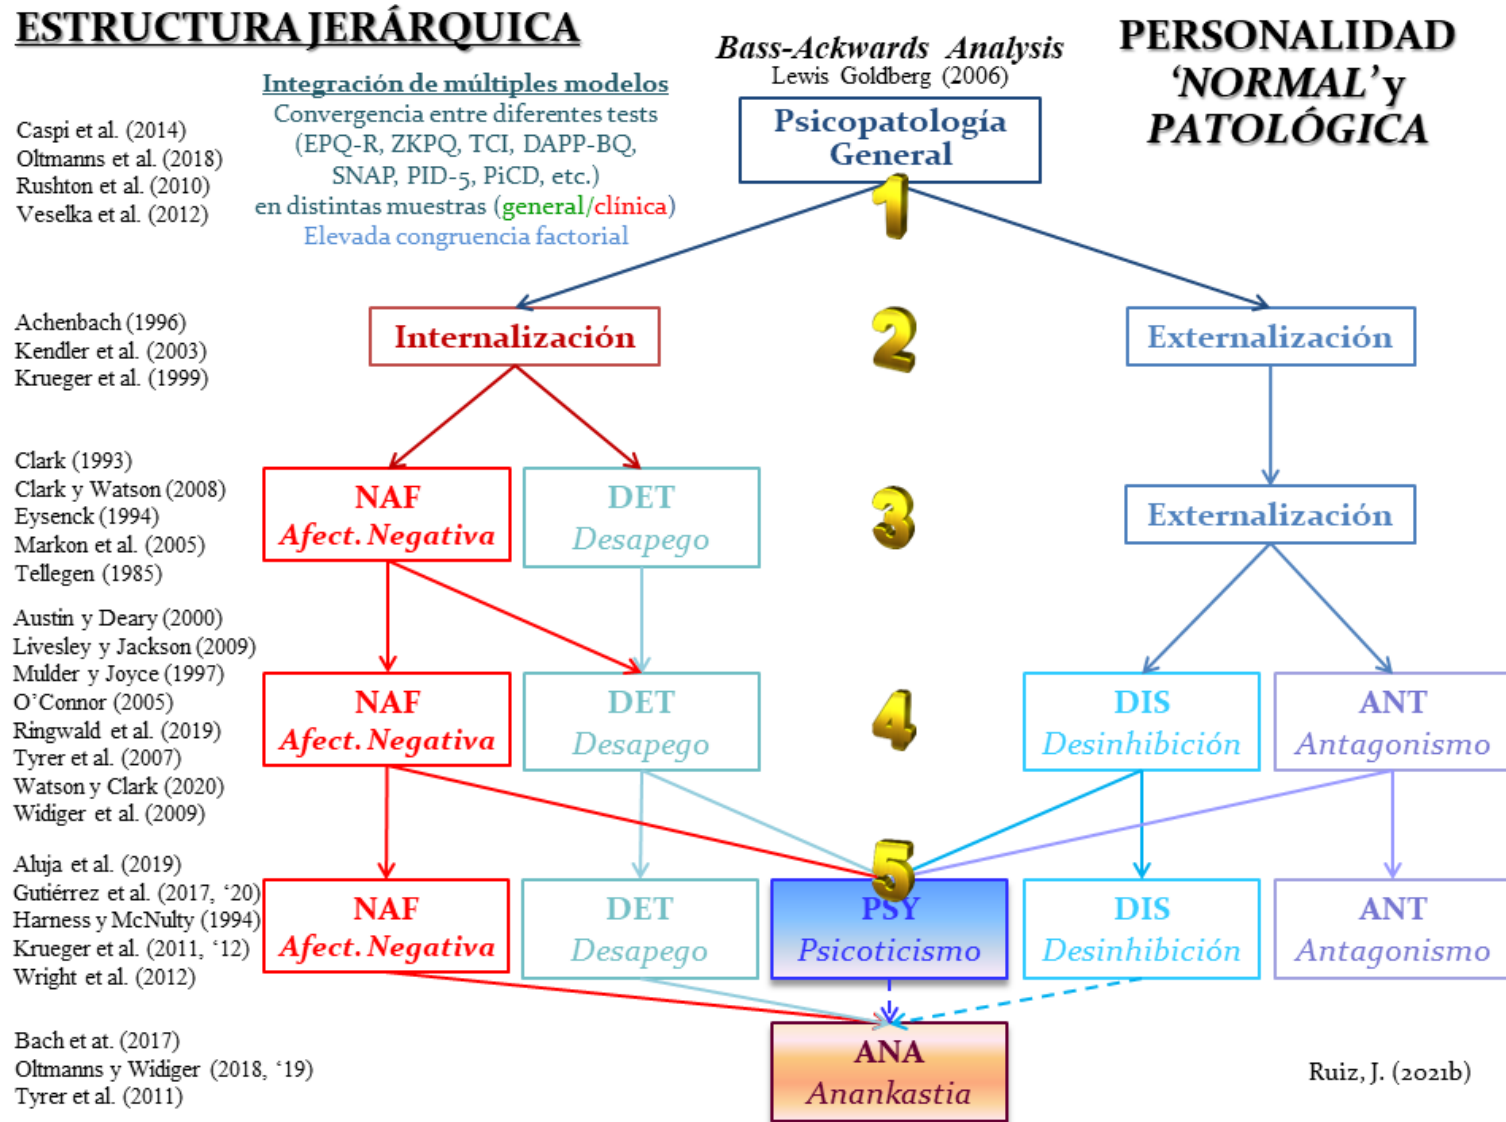 ESTRUCTURA JERÁRQUICA
Bass-Ackwards Analysis
Lewis Goldberg (2006)
PERSONALIDAD
‘NORMAL’ y
PATOLÓGICA
Integración de múltiples modelos
Convergencia entre diferentes tests
(EPQ-R, ZKPQ, TCI, DAPP-BQ,
SNAP, PID-5, PiCD, etc.)
en distintas muestras (general/clínica)
Elevada congruencia factorial
Caspi et al. (2014)
Oltmanns et al. (2018)
Rushton et al. (2010)
Veselka et al. (2012)
Psicopatología
General
1
Achenbach (1996)
Kendler et al. (2003)
Krueger et al. (1999)
Internalización
2
Externalización
Clark (1993)
Clark y Watson (2008)
Eysenck (1994)
Markon et al. (2005)
Tellegen (1985)
NAF
Afect. Negativa
DET
Desapego
3
Externalización
Austin y Deary (2000)
Livesley y Jackson (2009)
Mulder y Joyce (1997)
O’Connor (2005)
Ringwald et al. (2019)
Tyrer et al. (2007)
Watson y Clark (2020)
Widiger et al. (2009)
NAF
Afect. Negativa
DET
Desapego
4
DIS
Desinhibición
ANT
Antagonismo
Aluja et al. (2019)
Gutiérrez et al. (2017, ‘20)
Harness y McNulty (1994)
Krueger et al. (2011, ‘12)
Wright et al. (2012)
NAF
Afect. Negativa
DET
Desapego
5
PSY
Psicoticismo
DIS
Desinhibición
ANT
Antagonismo
Bach et at. (2017)
Oltmanns y Widiger (2018, ‘19)
Tyrer et al. (2011)
ANA
Anankastia
Ruiz, J. (2021b)